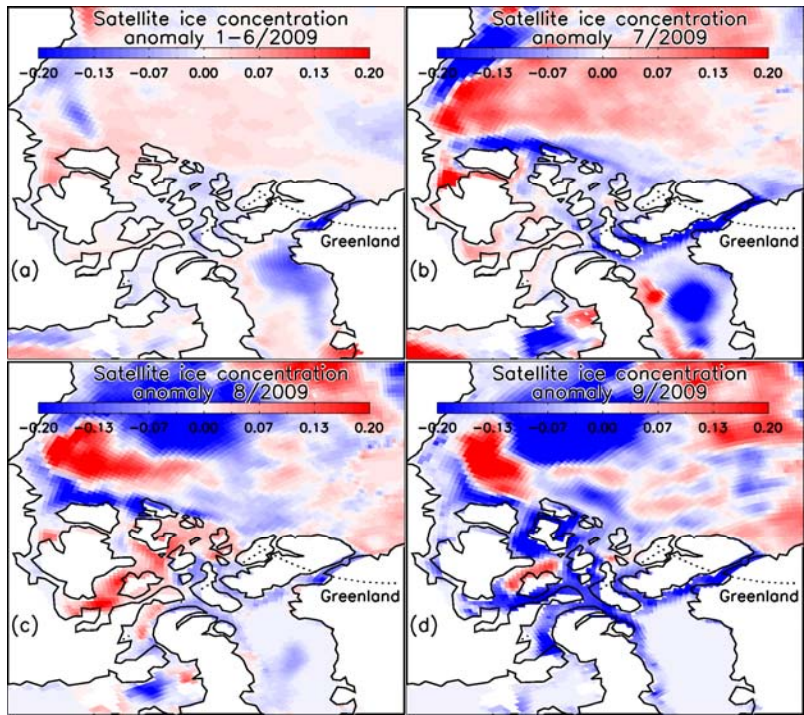 Satellite ice concentration
anomaly 1-6/2009
-0.20 -0.13 -0.07 0.00 0.07 0.13 0.20
Greenland
(a)
Satellite ice concentration
anomaly 7/2009
-0.20 -0.13 -0.07 0.00 0.07 0.13 0.20
Greenland
(b)
Satellite ice concentration
anomaly 8/2009
-0.20 -0.13 -0.07 0.00 0.07 0.13 0.20
Greenland
(c)
Satellite ice concentration
anomaly 9/2009
-0.20 -0.13 -0.07 0.00 0.07 0.13 0.20
Greenland
(d)